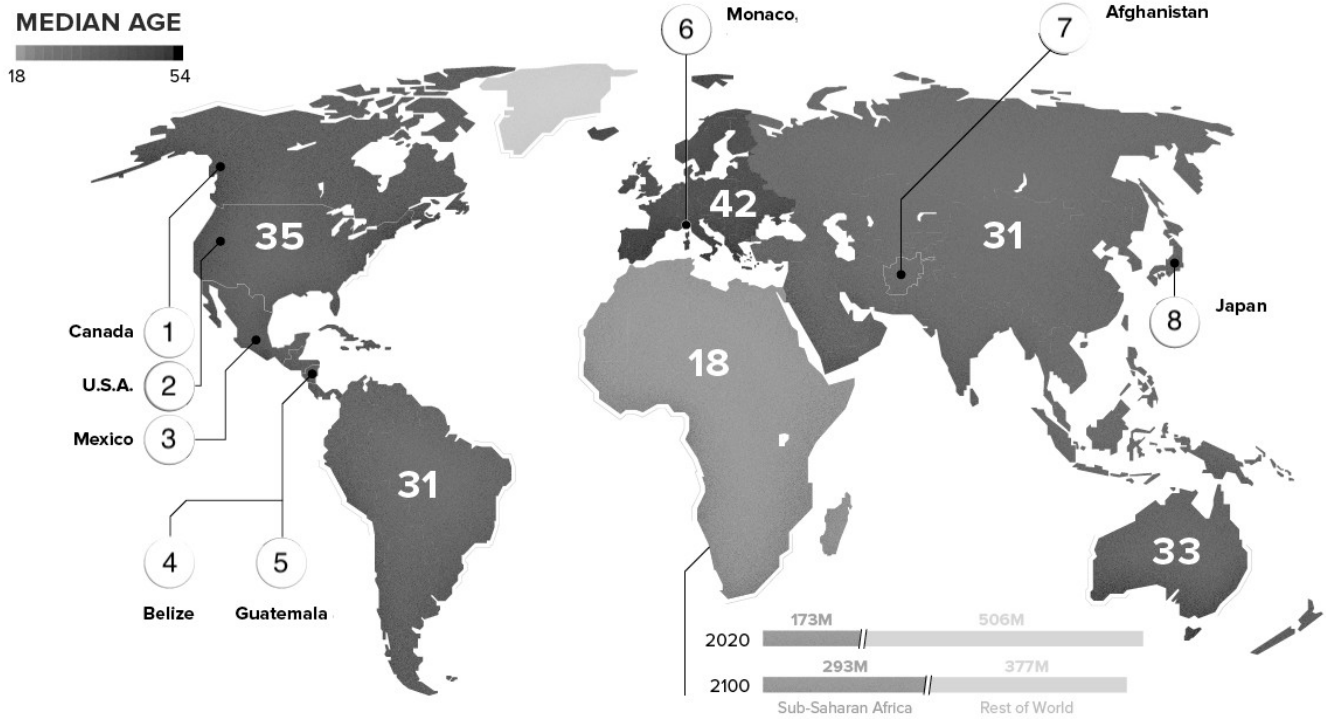 MEDIAN AGE
18 54
6 Monaco,
7 Afghanistan
42
35
31
Japan
8
Canada 1
U.S.A. 2
Mexico 3
18
31
33
4
5
Belize
Guatemala
173M 506M
2020
293M 377M
2100
Sub-Saharan Africa Rest of World